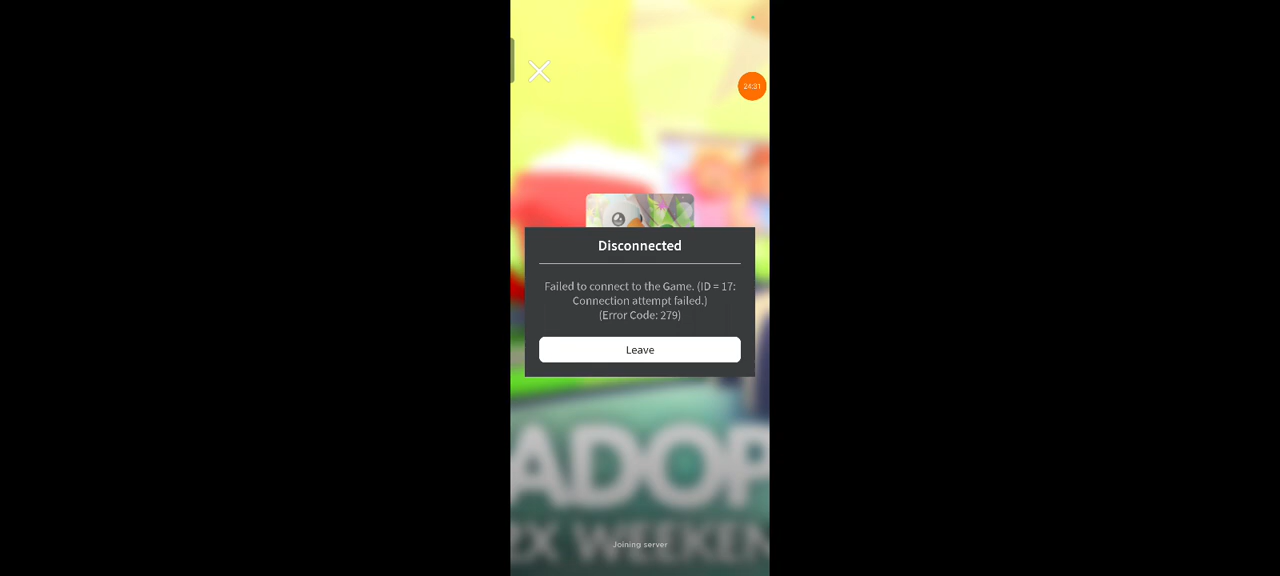 24:31
Disconnected
Failed to connect to the Game. (ID = 17:
Connection attempt failed.)
(Error Code: 279)
Leave
ADOP
2X WEEKEN
Joining server